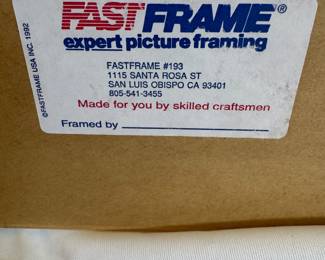 FASTFRAME®
expert picture framing
FASTFRAME #193
1115 SANTA ROSA ST
SAN LUIS OBISPO CA 93401
805-541-3455
Made for you by skilled craftsmen
Framed by
©FASTFRAME USA INC. 1992